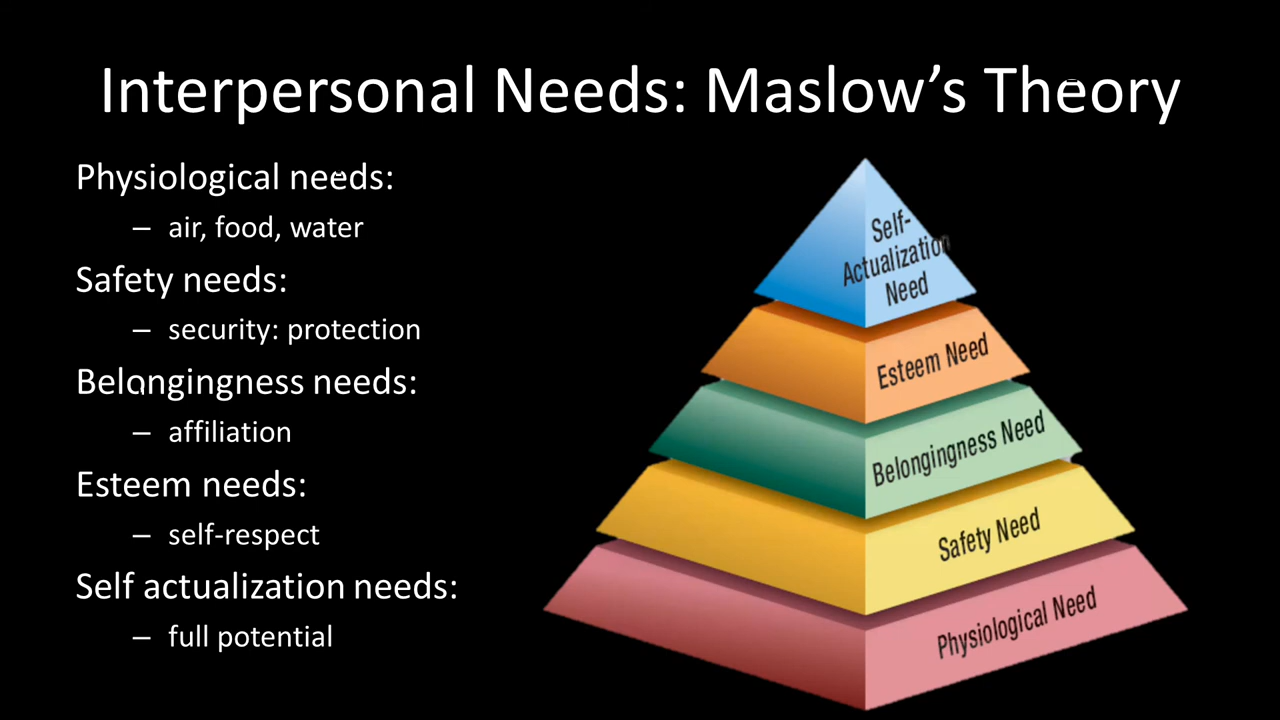 Interpersonal Needs: Maslow’s Theory
Physiological needs:
– air, food, water
Safety needs:
– security: protection
Belongingness needs:
– affiliation
Esteem needs:
– self-respect
Self actualization needs:
– full potential
Self-
Actualization
Need
Esteem Need
Belongingness Need
Safety Need
Physiological Need